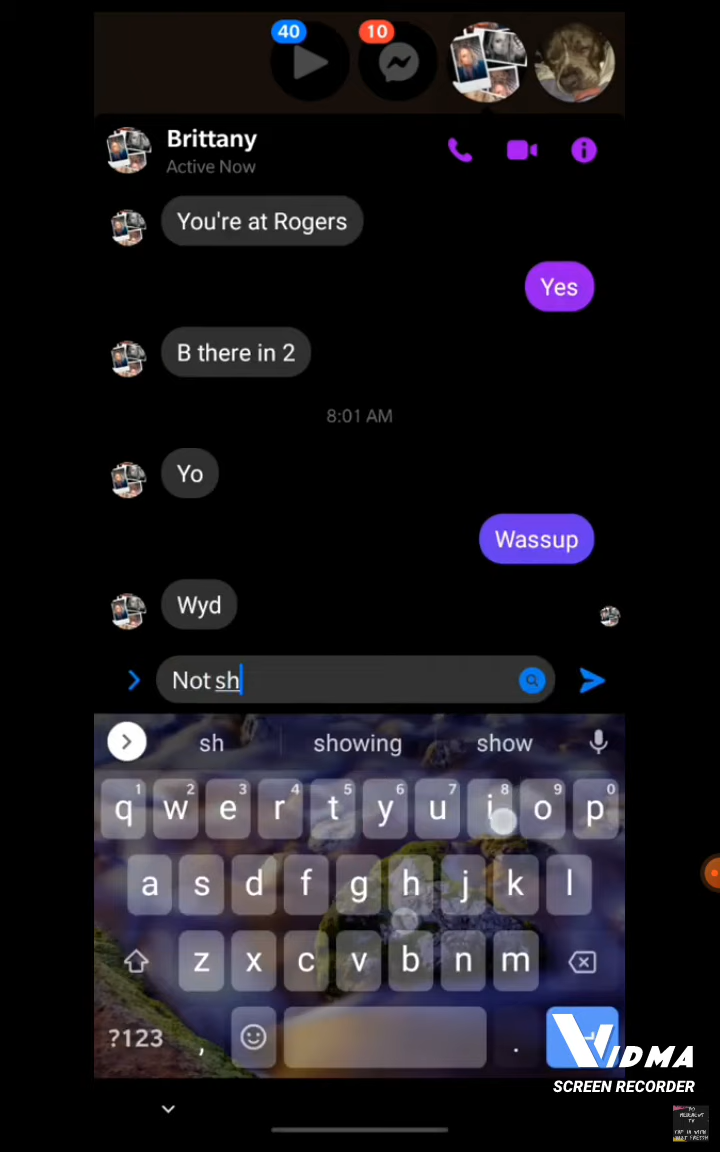 40
10
Brittany
Active Now
You're at Rogers
Yes
B there in 2
8:01 AM
Yo
Wassup
Wyd
Not sh
sh showing show
1 2 3 4 5 6 7 8 9 0
q w e r t y u i o p
a s d f g h j k l
z x c v b n m
?123 , .
VIDMA
SCREEN RECORDER